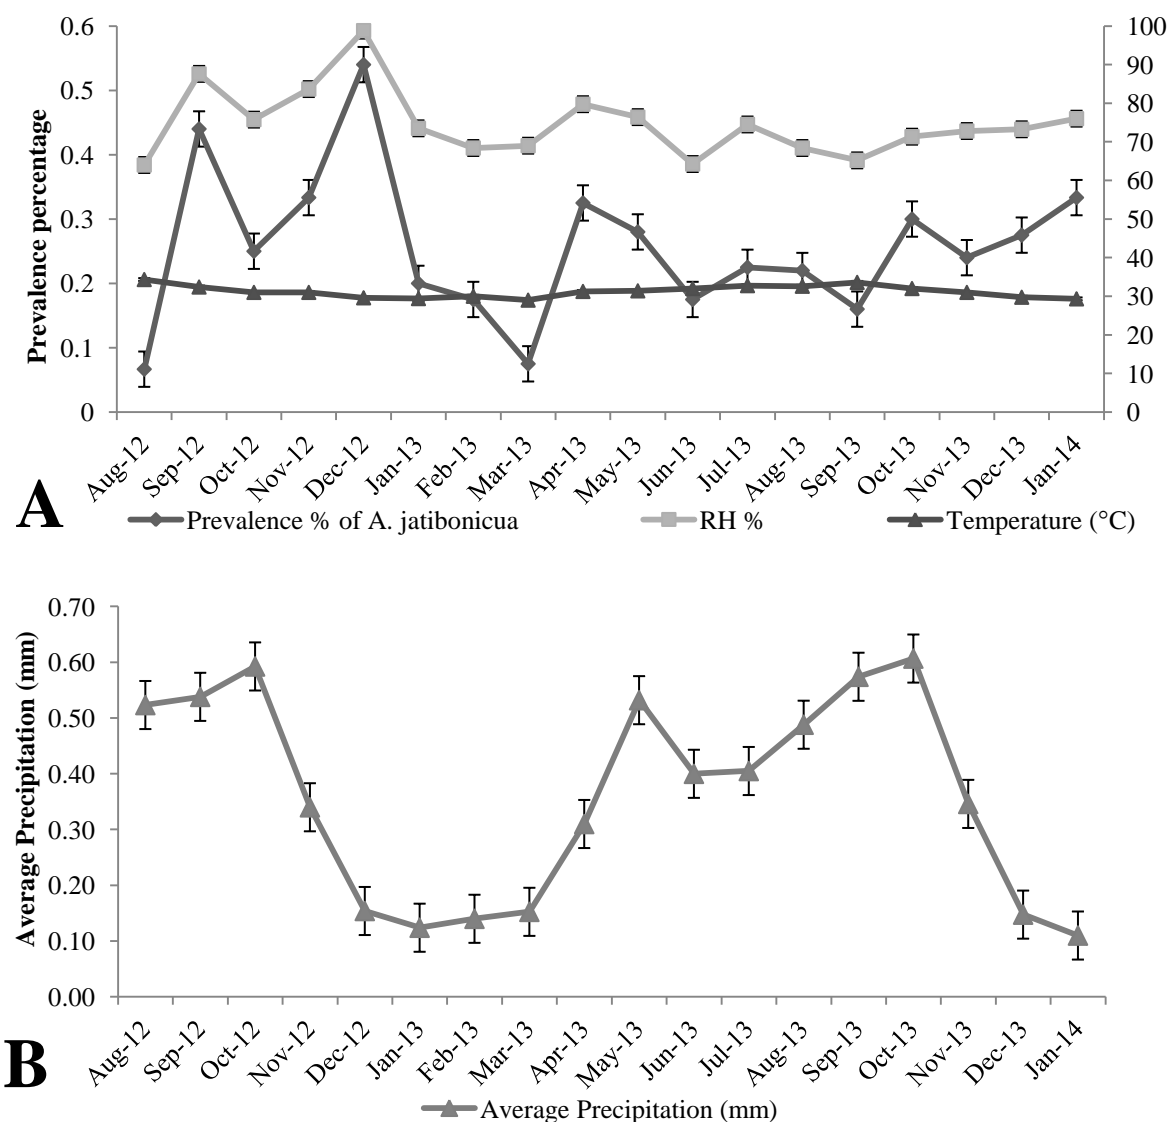 0.6
0.5
0.4
0.3
0.2
0.1
0
Prevalence percentage
100
90
80
70
60
50
40
30
20
10
0
Aug-12
Sep-12
Oct-12
Nov-12
Dec-12
Jan-13
Feb-13
Mar-13
Apr-13
May-13
Jun-13
Jul-13
Aug-13
Sep-13
Oct-13
Nov-13
Dec-13
Jan-14
A
Prevalence % of A. jatibonicua
RH %
Temperature (°C)
0.70
0.60
0.50
0.40
0.30
0.20
0.10
0.00
Average Precipitation (mm)
Aug-12
Sep-12
Oct-12
Nov-12
Dec-12
Jan-13
Feb-13
Mar-13
Apr-13
May-13
Jun-13
Jul-13
Aug-13
Sep-13
Oct-13
Nov-13
Dec-13
Jan-14
B
Average Precipitation (mm)